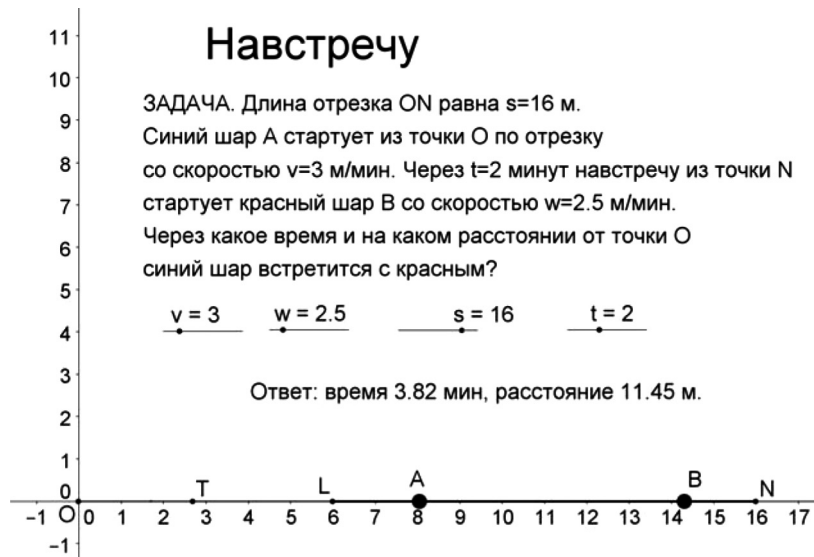 Навстречу
ЗАДАЧА. Длина отрезка ON равна s=16 м.
Синий шар A стартует из точки O по отрезку
со скоростью v=3 м/мин. Через t=2 минут навстречу из точки N
стартует красный шар B со скоростью w=2.5 м/мин.
Через какое время и на каком расстоянии от точки O
синий шар встретится с красным?
v = 3 w = 2.5 s = 16 t = 2
Ответ: время 3.82 мин, расстояние 11.45 м.
11
10
9
8
7
6
5
4
3
2
1
0
T L A B N
−1 O 0 1 2 3 4 5 6 7 8 9 10 11 12 13 14 15 16 17
−1